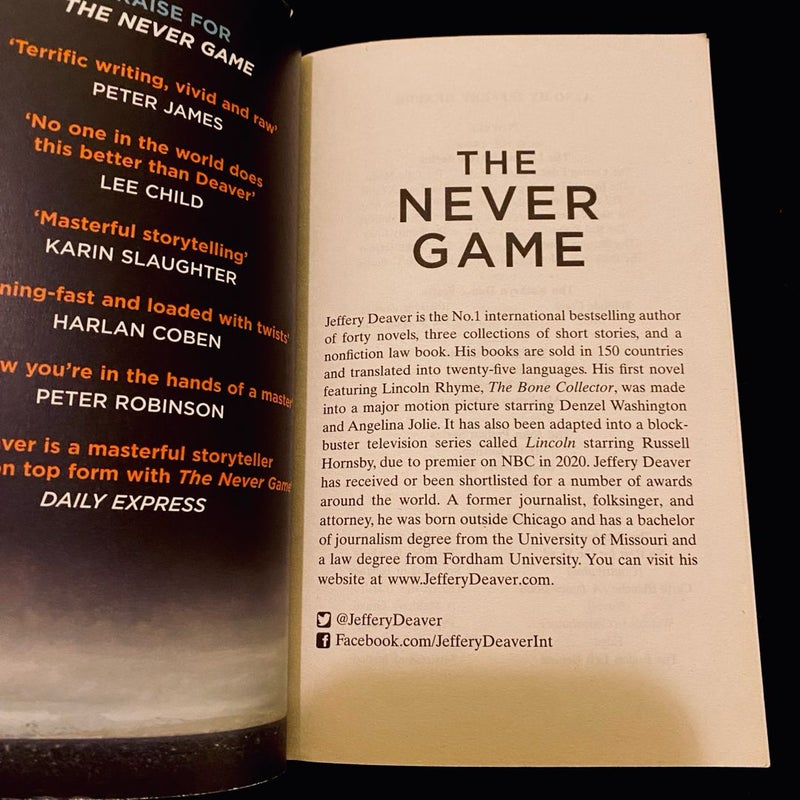 RAISE FOR
THE NEVER GAME
‘Terrific writing, vivid and raw’
PETER JAMES
‘No one in the world does
this better than Deaver’
LEE CHILD
‘Masterful storytelling’
KARIN SLAUGHTER
ning-fast and loaded with twists’
HARLAN COBEN
w you’re in the hands of a master
PETER ROBINSON
ver is a masterful storyteller
n top form with The Never Game
DAILY EXPRESS
THE
NEVER
GAME
Jeffery Deaver is the No.1 international bestselling author
of forty novels, three collections of short stories, and a
nonfiction law book. His books are sold in 150 countries
and translated into twenty-five languages. His first novel
featuring Lincoln Rhyme, The Bone Collector, was made
into a major motion picture starring Denzel Washington
and Angelina Jolie. It has also been adapted into a block-
buster television series called Lincoln starring Russell
Hornsby, due to premier on NBC in 2020. Jeffery Deaver
has received or been shortlisted for a number of awards
around the world. A former journalist, folksinger, and
attorney, he was born outside Chicago and has a bachelor
of journalism degree from the University of Missouri and
a law degree from Fordham University. You can visit his
website at www.JefferyDeaver.com.
@JefferyDeaver
Facebook.com/JefferyDeaverInt